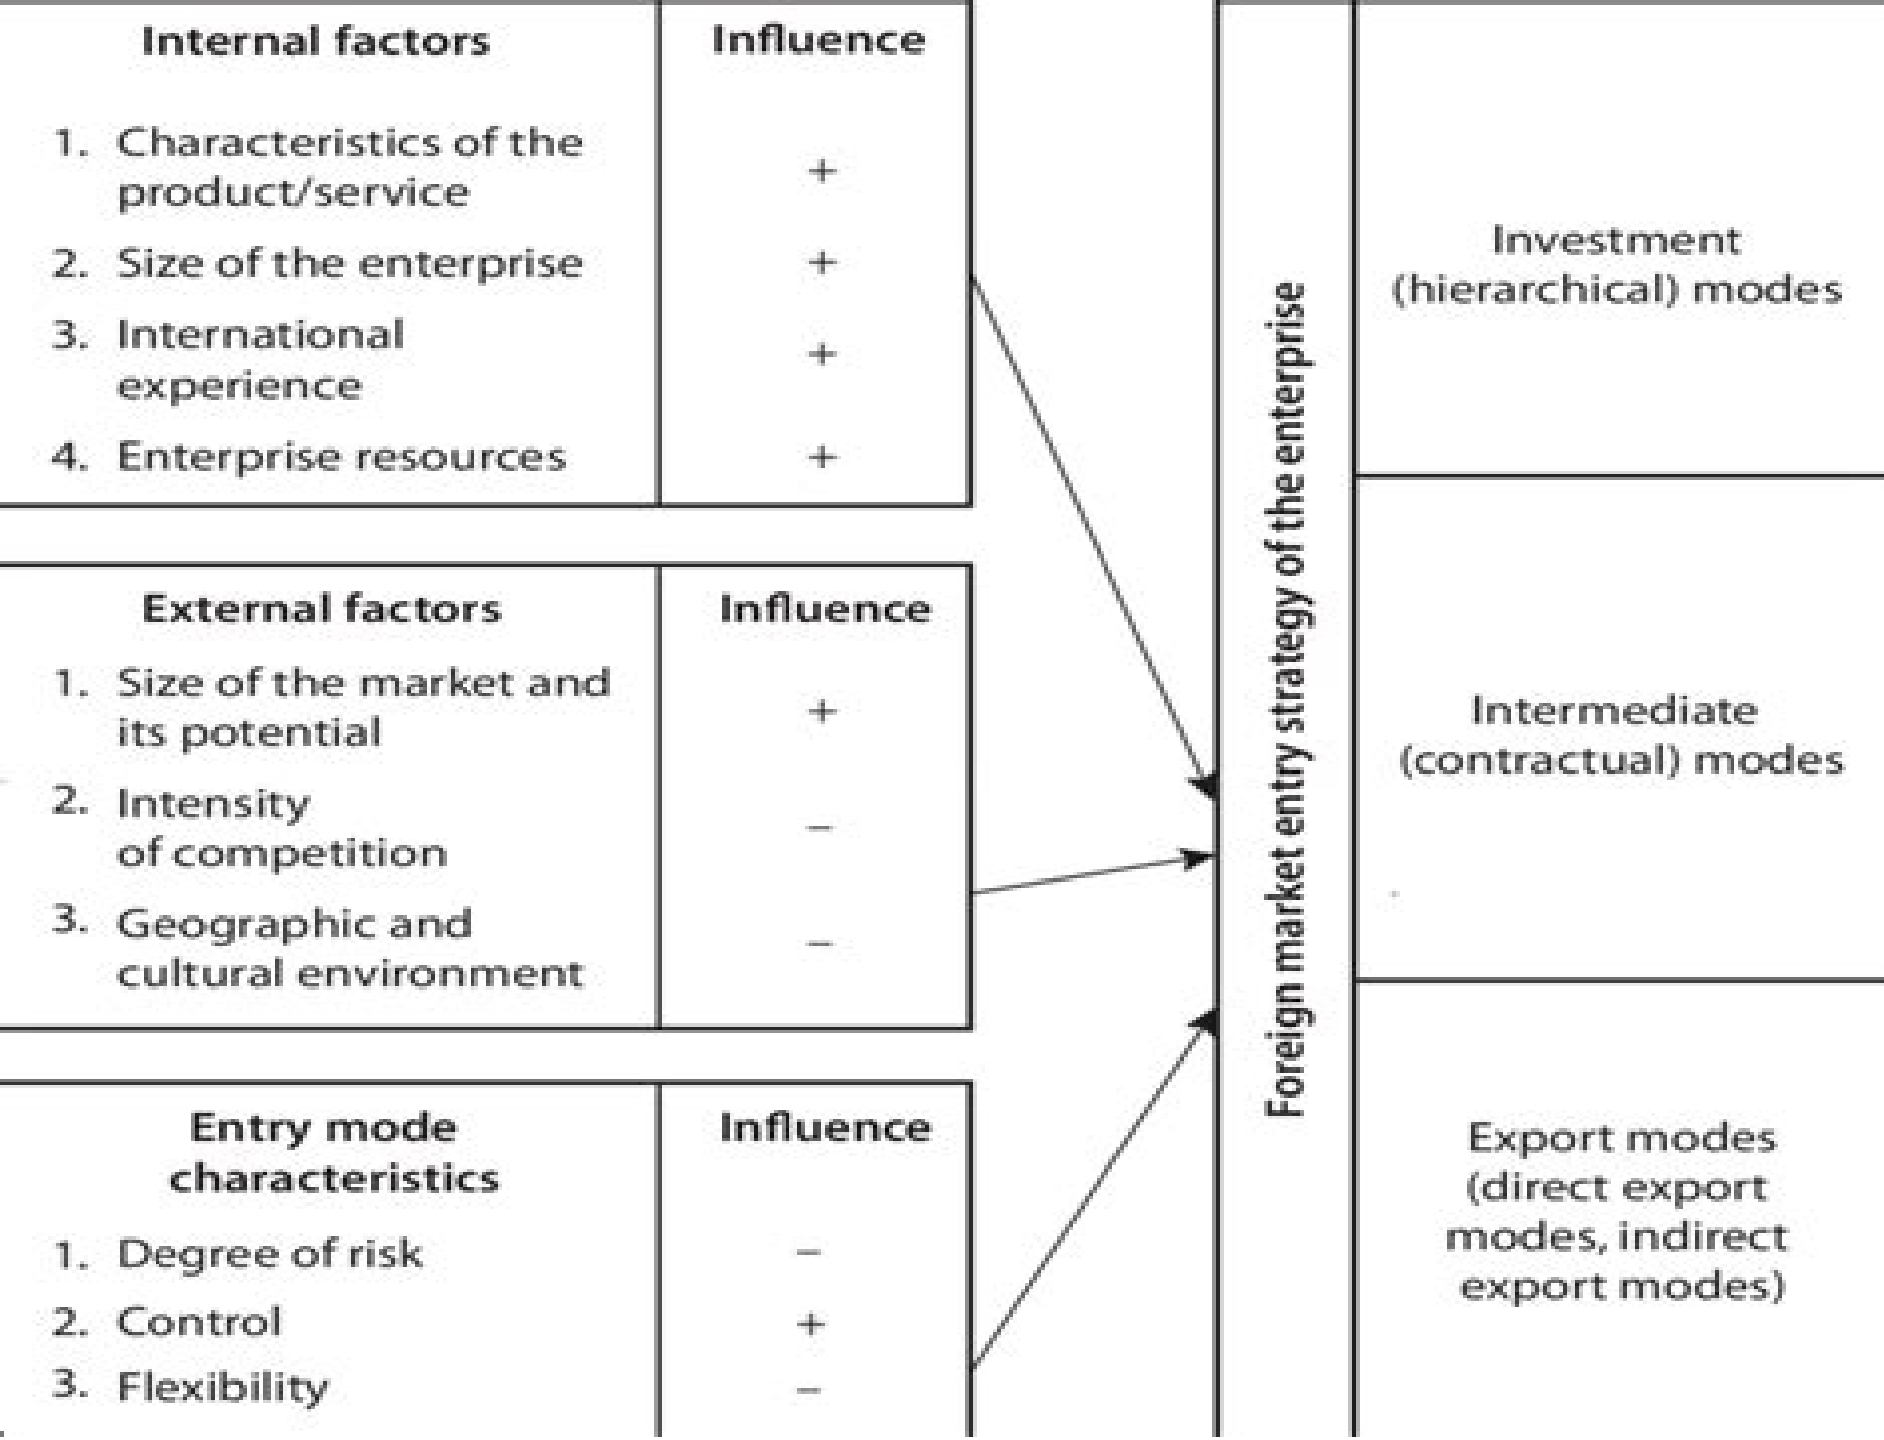 Internal factors
Influence
1. Characteristics of the
product/service
+
2. Size of the enterprise
+
3. International
experience
+
4. Enterprise resources
+
External factors
Influence
1. Size of the market and
its potential
+
2. Intensity
of competition
–
3. Geographic and
cultural environment
–
Entry mode
characteristics
Influence
1. Degree of risk
–
2. Control
+
3. Flexibility
–
Foreign market entry strategy of the enterprise
Investment
(hierarchical) modes
Intermediate
(contractual) modes
Export modes
(direct export
modes, indirect
export modes)